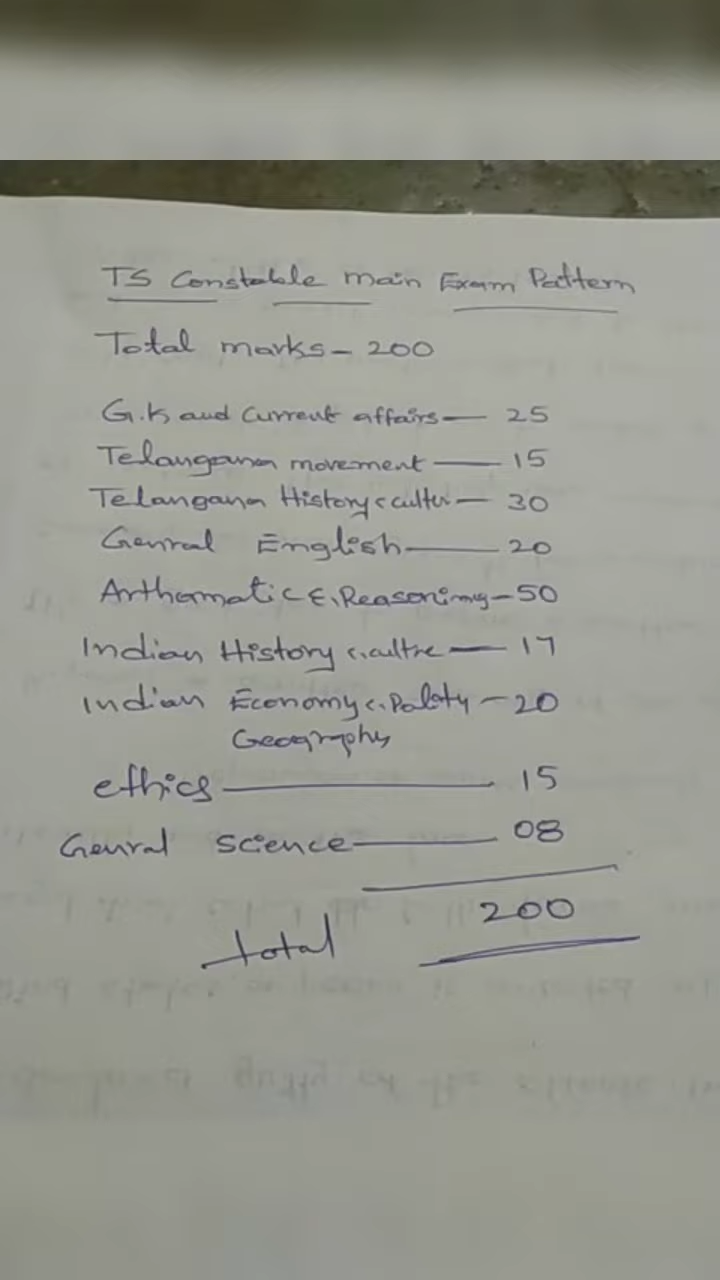 TS Constable main Exam Pattern
Total marks - 200
G.K and Current affairs — 25
Telangana movement — 15
Telangana History & cultur — 30
Genral English — 20
Arthomatic & Reasoning - 50
Indian History & cultre — 17
Indian Economy & Polity - 20
Geography
ethics — 15
Genral science — 08
200
total